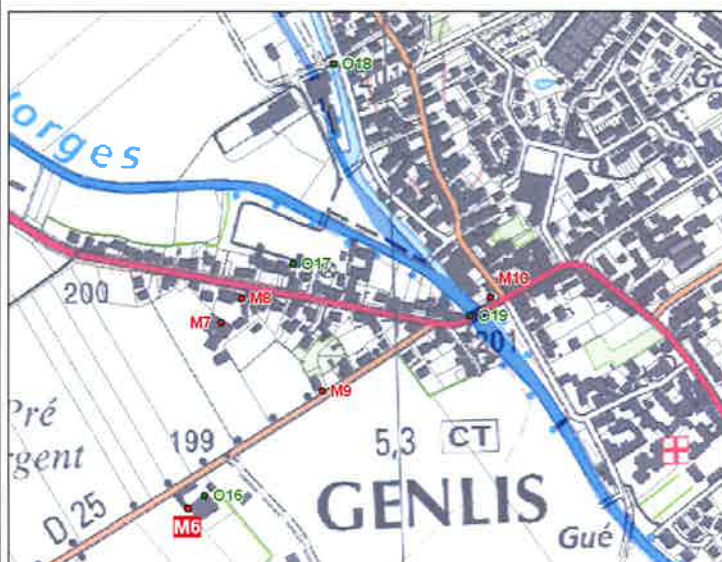 O18
orges
O17
200
M8
M10
M7
O19
201
M9
Pré
rgent
199
5,3
CT
D 25
O16
GENLIS
M6
Gué